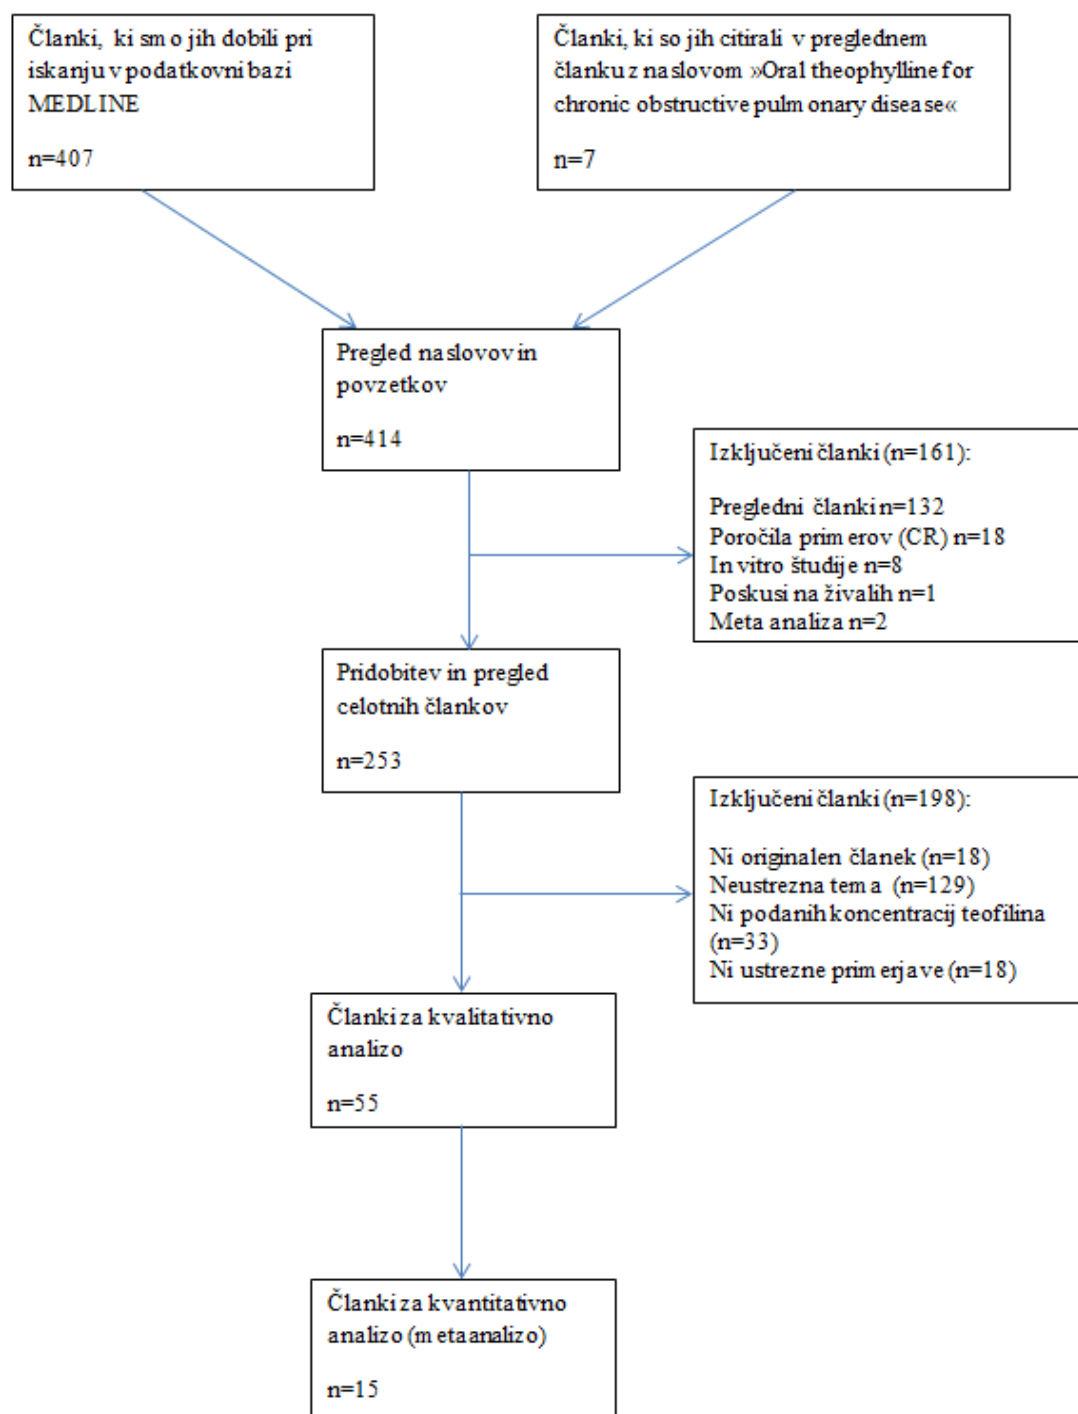 Članki, ki smo jih dobili pri
iskanju v podatkovni bazi
MEDLINE
n=407
Članki, ki so jih citirali v preglednem
članku z naslovom »Oral theophylline for
chronic obstructive pulmonary disease«
n=7
Pregled naslovov in
povzetkov
n=414
Izključeni članki (n=161):
Pregledni članki n=132
Poročila primerov (CR) n=18
In vitro študije n=8
Poskusi na živalih n=1
Meta analiza n=2
Pridobitev in pregled
celotnih člankov
n=253
Izključeni članki (n=198):
Ni originalen članek (n=18)
Neustrezna tema (n=129)
Ni podanih koncentracij teofilina
(n=33)
Ni ustrezne primerjave (n=18)
Članki za kvalitativno
analizo
n=55
Članki za kvantitativno
analizo (metaanalizo)
n=15